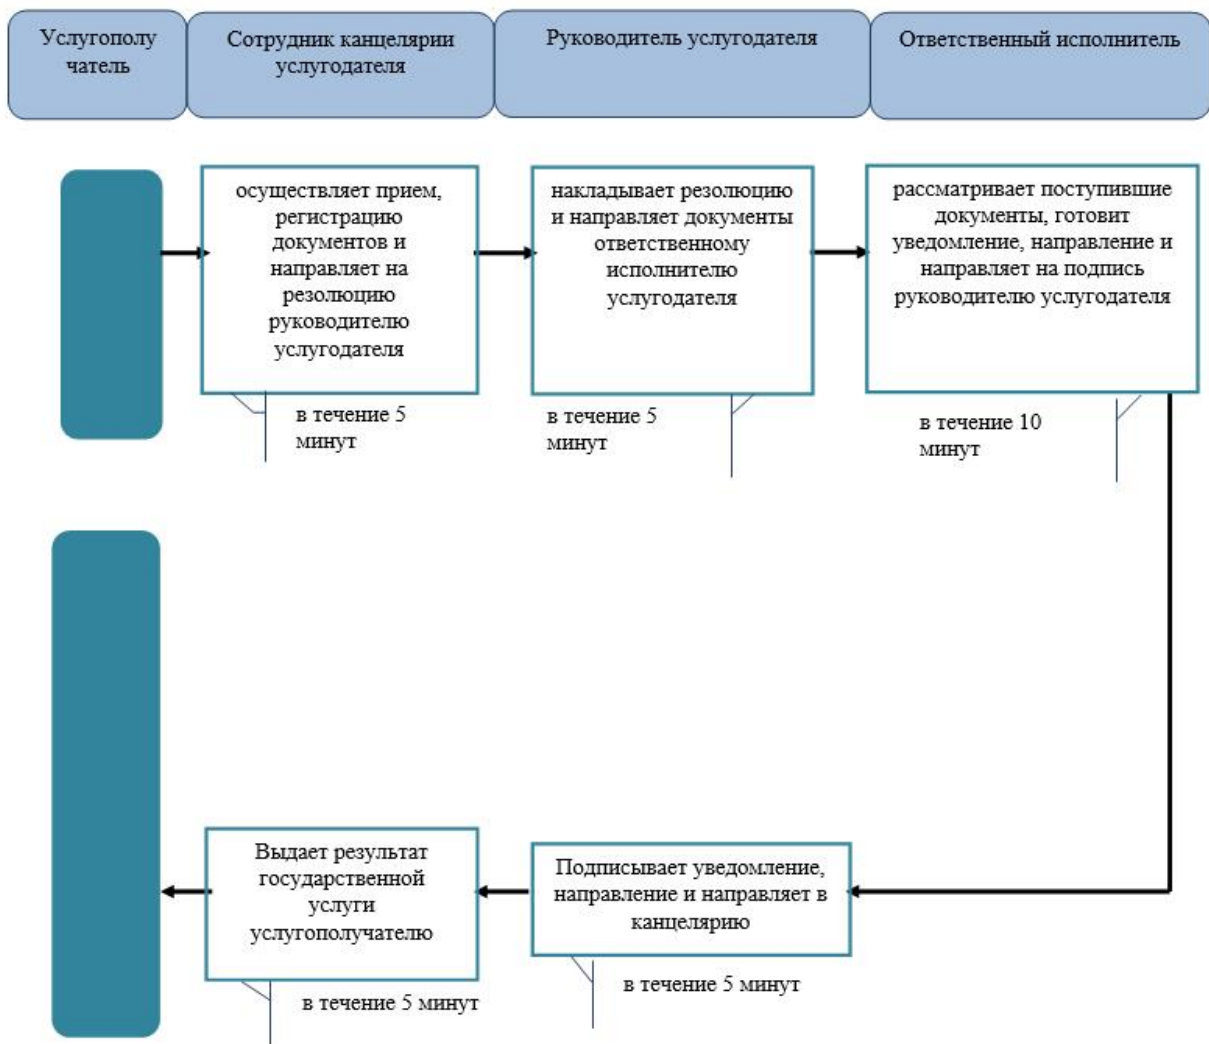 Услугополу
чатель
Сотрудник канцелярии
услугодателя
Руководитель услугодателя
Ответственный исполнитель
осуществляет прием,
регистрацию
документов и
направляет на
резолюцию
руководителю
услугодателя
накладывает резолюцию
и направляет документы
ответственному
исполнителю
услугодателя
рассматривает поступившие
документы, готовит
уведомление, направление и
направляет на подпись
руководителю услугодателя
в течение 5
минут
в течение 5
минут
в течение 10
минут
Выдает результат
государственной
услуги
услугополучателю
Подписывает уведомление,
направление и направляет в
канцелярию
в течение 5 минут
в течение 5 минут